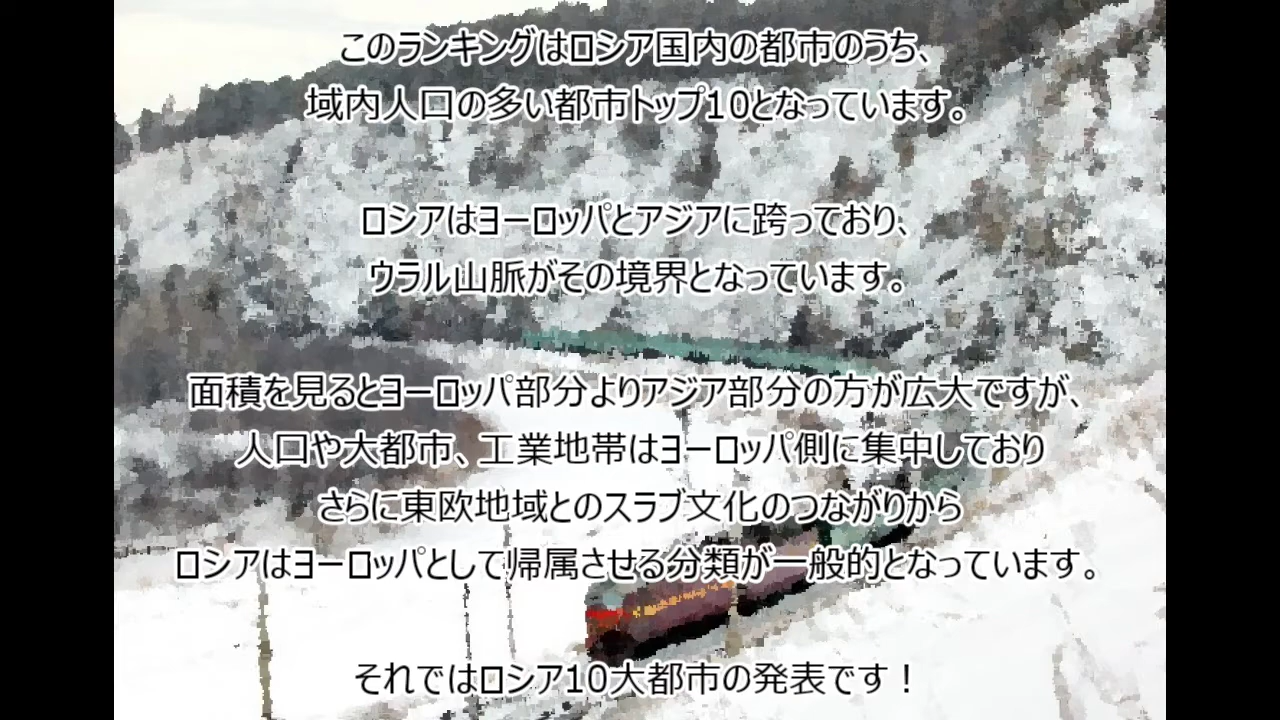 このランキングはロシア国内の都市のうち、
域内人口の多い都市トップ10となっています。
ロシアはヨーロッパとアジアに跨っており、
ウラル山脈がその境界となっています。
面積を見るとヨーロッパ部分よりアジア部分の方が広大ですが、
人口や大都市、工業地帯はヨーロッパ側に集中しており
さらに東欧地域とのスラブ文化のつながりから
ロシアはヨーロッパとして帰属させる分類が一般的となっています。
それではロシア10大都市の発表です！